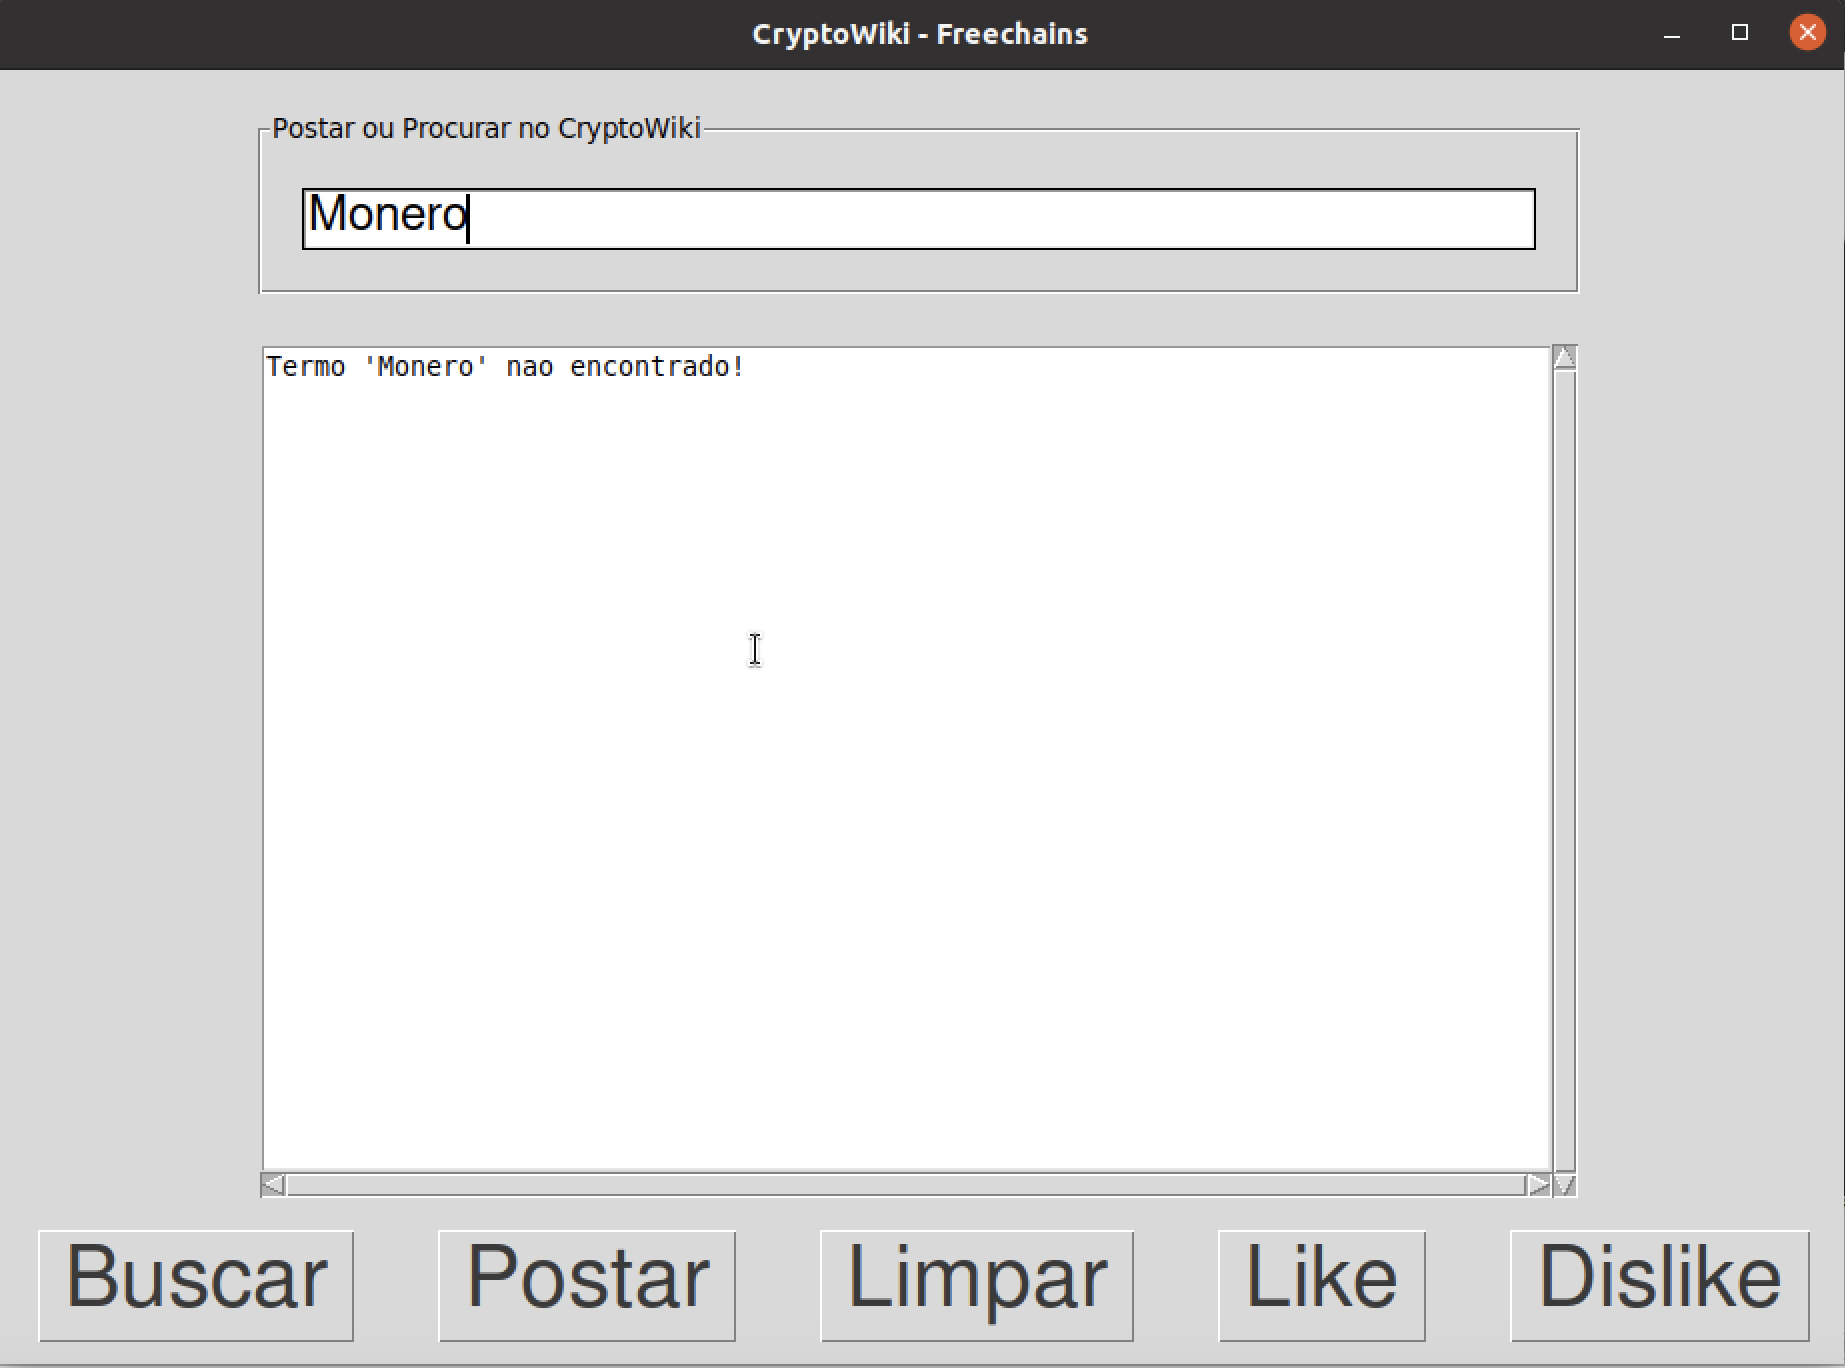 CryptoWiki - Freechains
Postar ou Procurar no CryptoWiki
Monero
Termo 'Monero' nao encontrado!
Buscar
Postar
Limpar
Like
Dislike